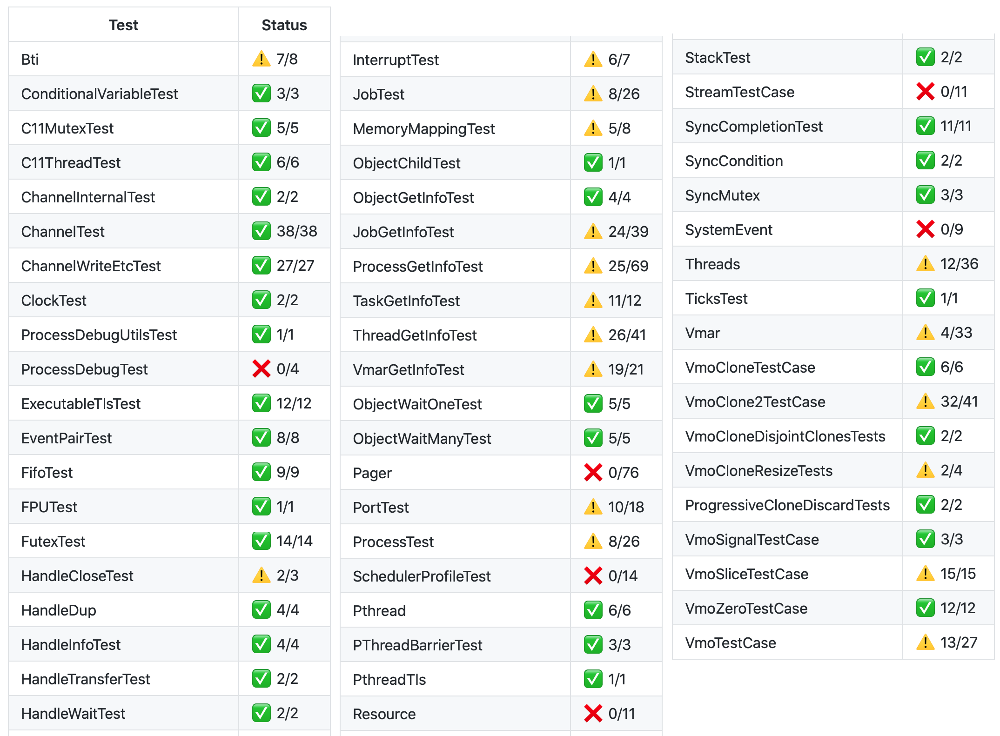 Test Status
Bti ⚠️ 7/8
ConditionalVariableTest ✅ 3/3
C11MutexTest ✅ 5/5
C11ThreadTest ✅ 6/6
ChannelInternalTest ✅ 2/2
ChannelTest ✅ 38/38
ChannelWriteEtcTest ✅ 27/27
ClockTest ✅ 2/2
ProcessDebugUtilsTest ✅ 1/1
ProcessDebugTest ❌ 0/4
ExecutableTlsTest ✅ 12/12
EventPairTest ✅ 8/8
FifoTest ✅ 9/9
FPUTest ✅ 1/1
FutexTest ✅ 14/14
HandleCloseTest ⚠️ 2/3
HandleDup ✅ 4/4
HandleInfoTest ✅ 4/4
HandleTransferTest ✅ 2/2
HandleWaitTest ✅ 2/2
InterruptTest ⚠️ 6/7
JobTest ⚠️ 8/26
MemoryMappingTest ⚠️ 5/8
ObjectChildTest ✅ 1/1
ObjectGetInfoTest ✅ 4/4
JobGetInfoTest ⚠️ 24/39
ProcessGetInfoTest ⚠️ 25/69
TaskGetInfoTest ⚠️ 11/12
ThreadGetInfoTest ⚠️ 26/41
VmarGetInfoTest ⚠️ 19/21
ObjectWaitOneTest ✅ 5/5
ObjectWaitManyTest ✅ 5/5
Pager ❌ 0/76
PortTest ⚠️ 10/18
ProcessTest ⚠️ 8/26
SchedulerProfileTest ❌ 0/14
Pthread ✅ 6/6
PThreadBarrierTest ✅ 3/3
PthreadTls ✅ 1/1
Resource ❌ 0/11
StackTest ✅ 2/2
StreamTestCase ❌ 0/11
SyncCompletionTest ✅ 11/11
SyncCondition ✅ 2/2
SyncMutex ✅ 3/3
SystemEvent ❌ 0/9
Threads ⚠️ 12/36
TicksTest ✅ 1/1
Vmar ⚠️ 4/33
VmoCloneTestCase ✅ 6/6
VmoClone2TestCase ⚠️ 32/41
VmoCloneDisjointClonesTests ✅ 2/2
VmoCloneResizeTests ⚠️ 2/4
ProgressiveCloneDiscardTests ✅ 2/2
VmoSignalTestCase ✅ 3/3
VmoSliceTestCase ⚠️ 15/15
VmoZeroTestCase ✅ 12/12
VmoTestCase ⚠️ 13/27